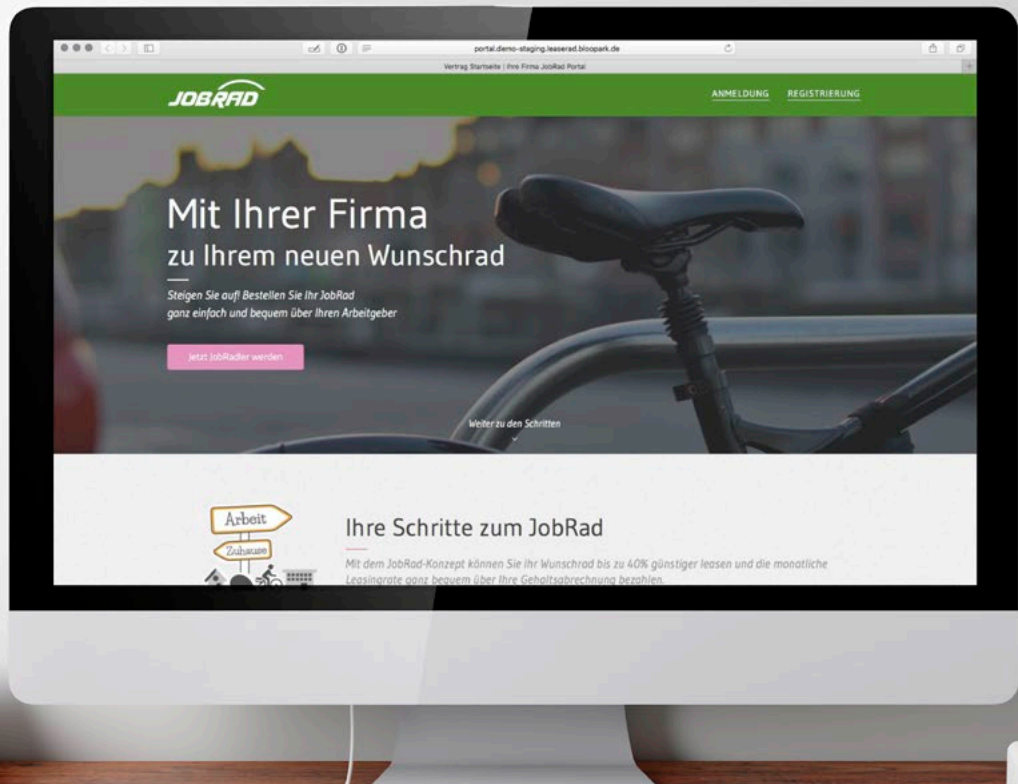 portal.demo-staging.leaserad.bloopark.de
Vertrag Startseite | Ihre Firma JobRad Portal
JOBRAD
ANMELDUNG REGISTRIERUNG
Mit Ihrer Firma
zu Ihrem neuen Wunschrad
Steigen Sie auf! Bestellen Sie Ihr JobRad
ganz einfach und bequem über Ihren Arbeitgeber
Jetzt JobRadler werden
Weiter zu den Schritten
Arbeit
Zuhause
Ihre Schritte zum JobRad
Mit dem JobRad-Konzept können Sie Ihr Wunschrad bis zu 40% günstiger leasen und die monatliche
Leasingrate ganz bequem über Ihre Gehaltsabrechnung bezahlen.